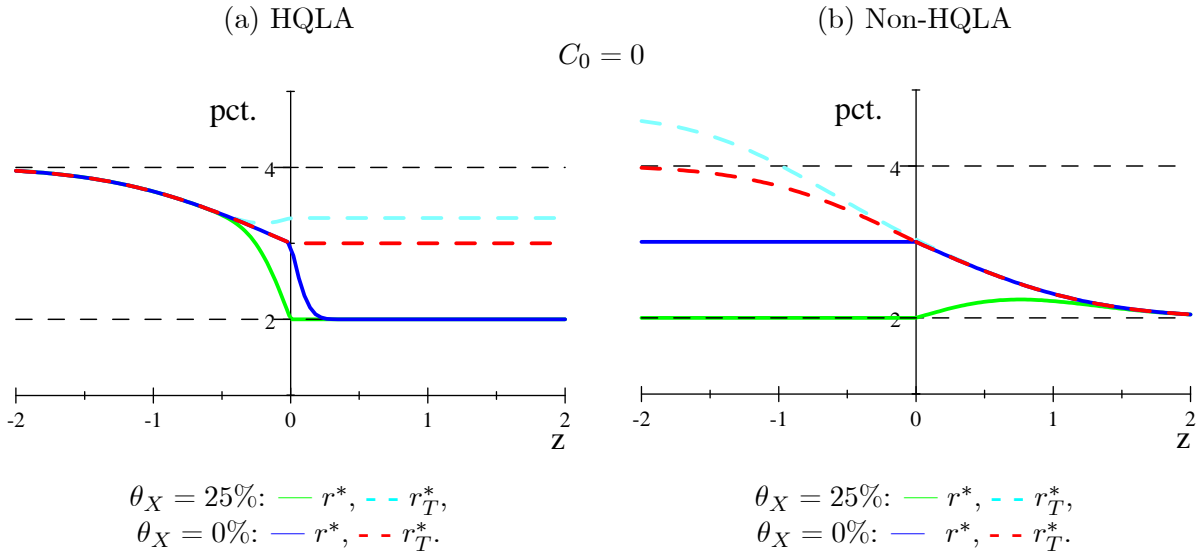 (a) HQLA
(b) Non-HQLA
C₀ = 0
pct.
4
2
-2 -1 0 1 2
z
pct.
4
2
-2 -1 0 1 2
z
θ_X = 25%: r*, r*_T,
θ_X = 0%: r*, r*_T.
θ_X = 25%: r*, r*_T,
θ_X = 0%: r*, r*_T.